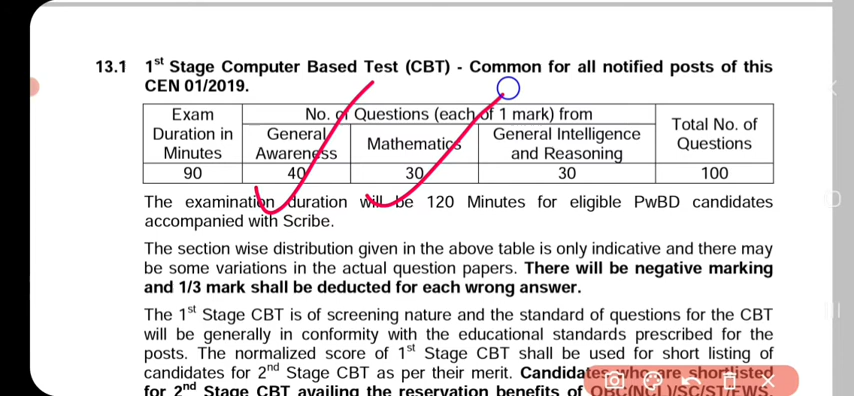 13.1 1st Stage Computer Based Test (CBT) - Common for all notified posts of this
CEN 01/2019.
Exam Duration in Minutes
No. of Questions (each of 1 mark) from
Total No. of Questions
General Awareness
Mathematics
General Intelligence and Reasoning
90 40 30 30 100
The examination duration will be 120 Minutes for eligible PwBD candidates
accompanied with Scribe.
The section wise distribution given in the above table is only indicative and there may
be some variations in the actual question papers. There will be negative marking
and 1/3 mark shall be deducted for each wrong answer.
The 1st Stage CBT is of screening nature and the standard of questions for the CBT
will be generally in conformity with the educational standards prescribed for the
posts. The normalized score of 1st Stage CBT shall be used for short listing of
candidates for 2nd Stage CBT as per their merit. Candidates who are shortlisted
for 2nd Stage CBT availing the reservation benefits of OBC(NCL)/SC/ST/EWS,